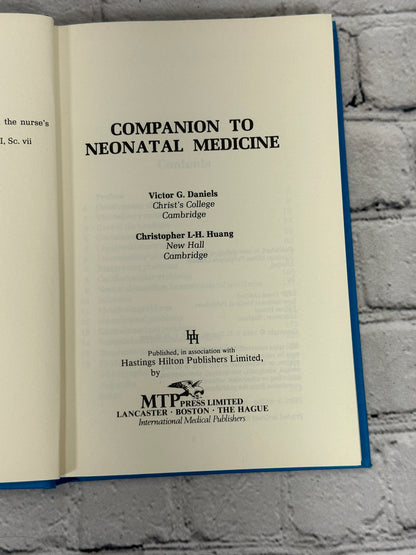 the nurse's
I, Sc. vii
COMPANION TO
NEONATAL MEDICINE
Victor G. Daniels
Christ's College
Cambridge
Christopher L-H. Huang
New Hall
Cambridge
HH
Published, in association with
Hastings Hilton Publishers Limited,
by
MTP PRESS LIMITED
LANCASTER · BOSTON · THE HAGUE
International Medical Publishers